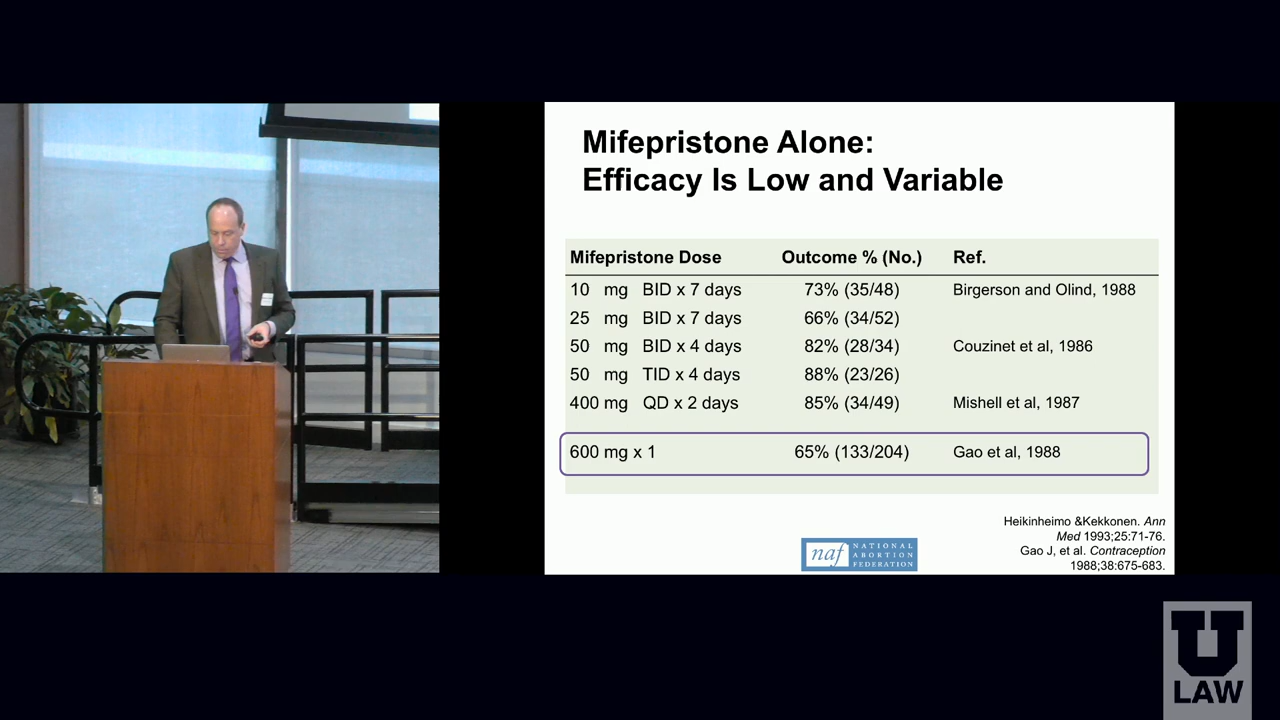 Mifepristone Alone:
Efficacy Is Low and Variable
Mifepristone Dose Outcome % (No.) Ref.
10 mg BID x 7 days 73% (35/48) Birgerson and Olind, 1988
25 mg BID x 7 days 66% (34/52)
50 mg BID x 4 days 82% (28/34) Couzinet et al, 1986
50 mg TID x 4 days 88% (23/26)
400 mg QD x 2 days 85% (34/49) Mishell et al, 1987
600 mg x 1 65% (133/204) Gao et al, 1988
Heikinheimo &Kekkonen. Ann
Med 1993;25:71-76.
Gao J, et al. Contraception
1988;38:675-683.
naf NATIONAL
ABORTION
FEDERATION
U
LAW